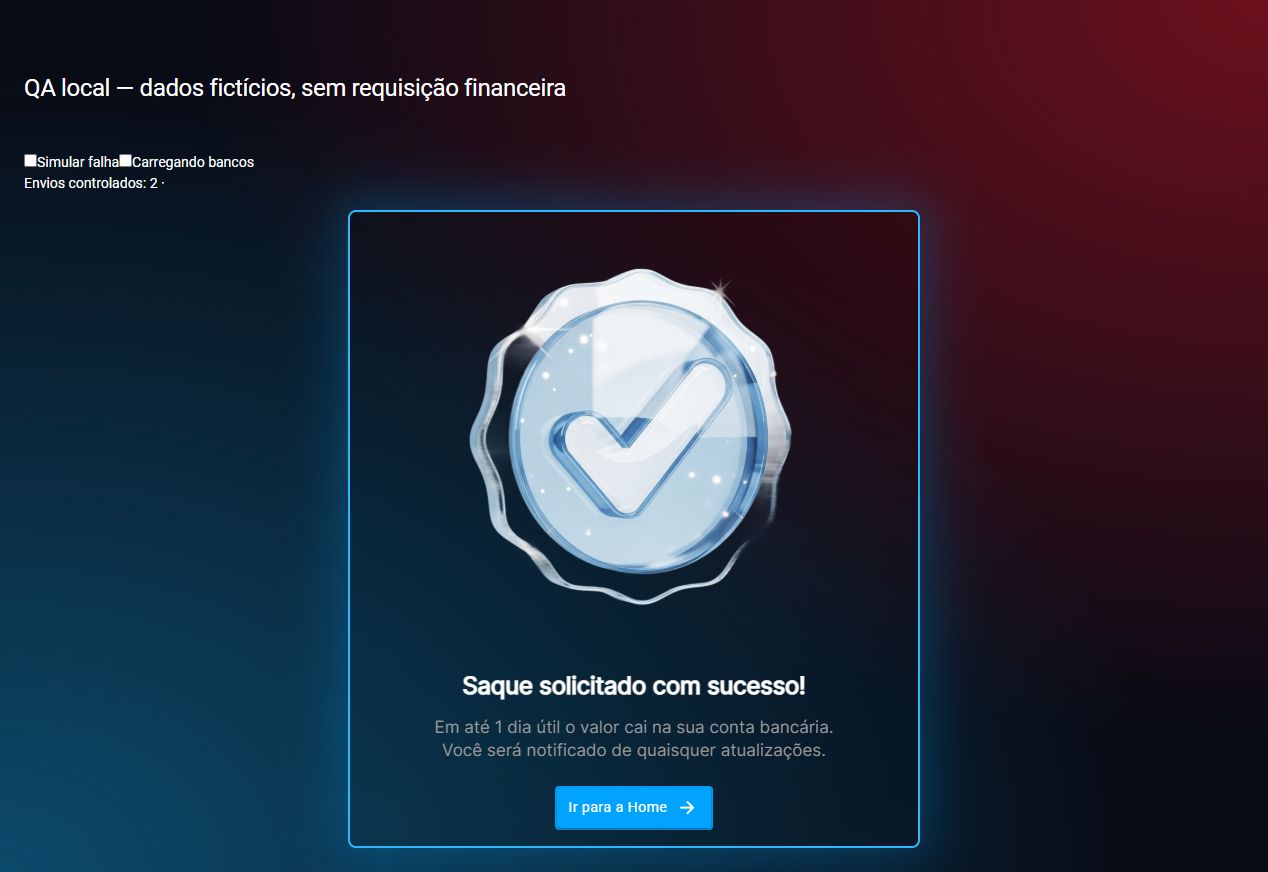 QA local — dados fictícios, sem requisição financeira
Simular falha Carregando bancos
Envios controlados: 2 ·
Saque solicitado com sucesso!
Em até 1 dia útil o valor cai na sua conta bancária.
Você será notificado de quaisquer atualizações.
Ir para a Home